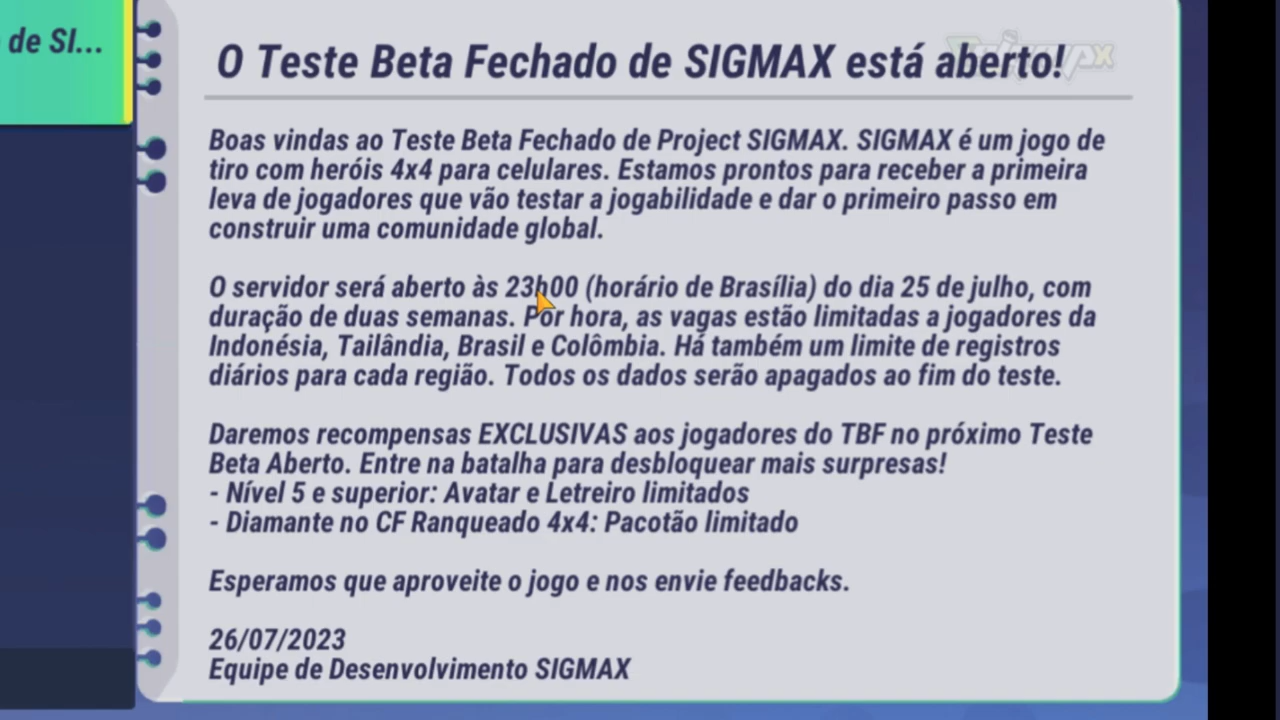 de SI...
O Teste Beta Fechado de SIGMAX está aberto!
Boas vindas ao Teste Beta Fechado de Project SIGMAX. SIGMAX é um jogo de
tiro com heróis 4x4 para celulares. Estamos prontos para receber a primeira
leva de jogadores que vão testar a jogabilidade e dar o primeiro passo em
construir uma comunidade global.
O servidor será aberto às 23h00 (horário de Brasília) do dia 25 de julho, com
duração de duas semanas. Por hora, as vagas estão limitadas a jogadores da
Indonésia, Tailândia, Brasil e Colômbia. Há também um limite de registros
diários para cada região. Todos os dados serão apagados ao fim do teste.
Daremos recompensas EXCLUSIVAS aos jogadores do TBF no próximo Teste
Beta Aberto. Entre na batalha para desbloquear mais surpresas!
- Nível 5 e superior: Avatar e Letreiro limitados
- Diamante no CF Ranqueado 4x4: Pacotão limitado
Esperamos que aproveite o jogo e nos envie feedbacks.
26/07/2023
Equipe de Desenvolvimento SIGMAX